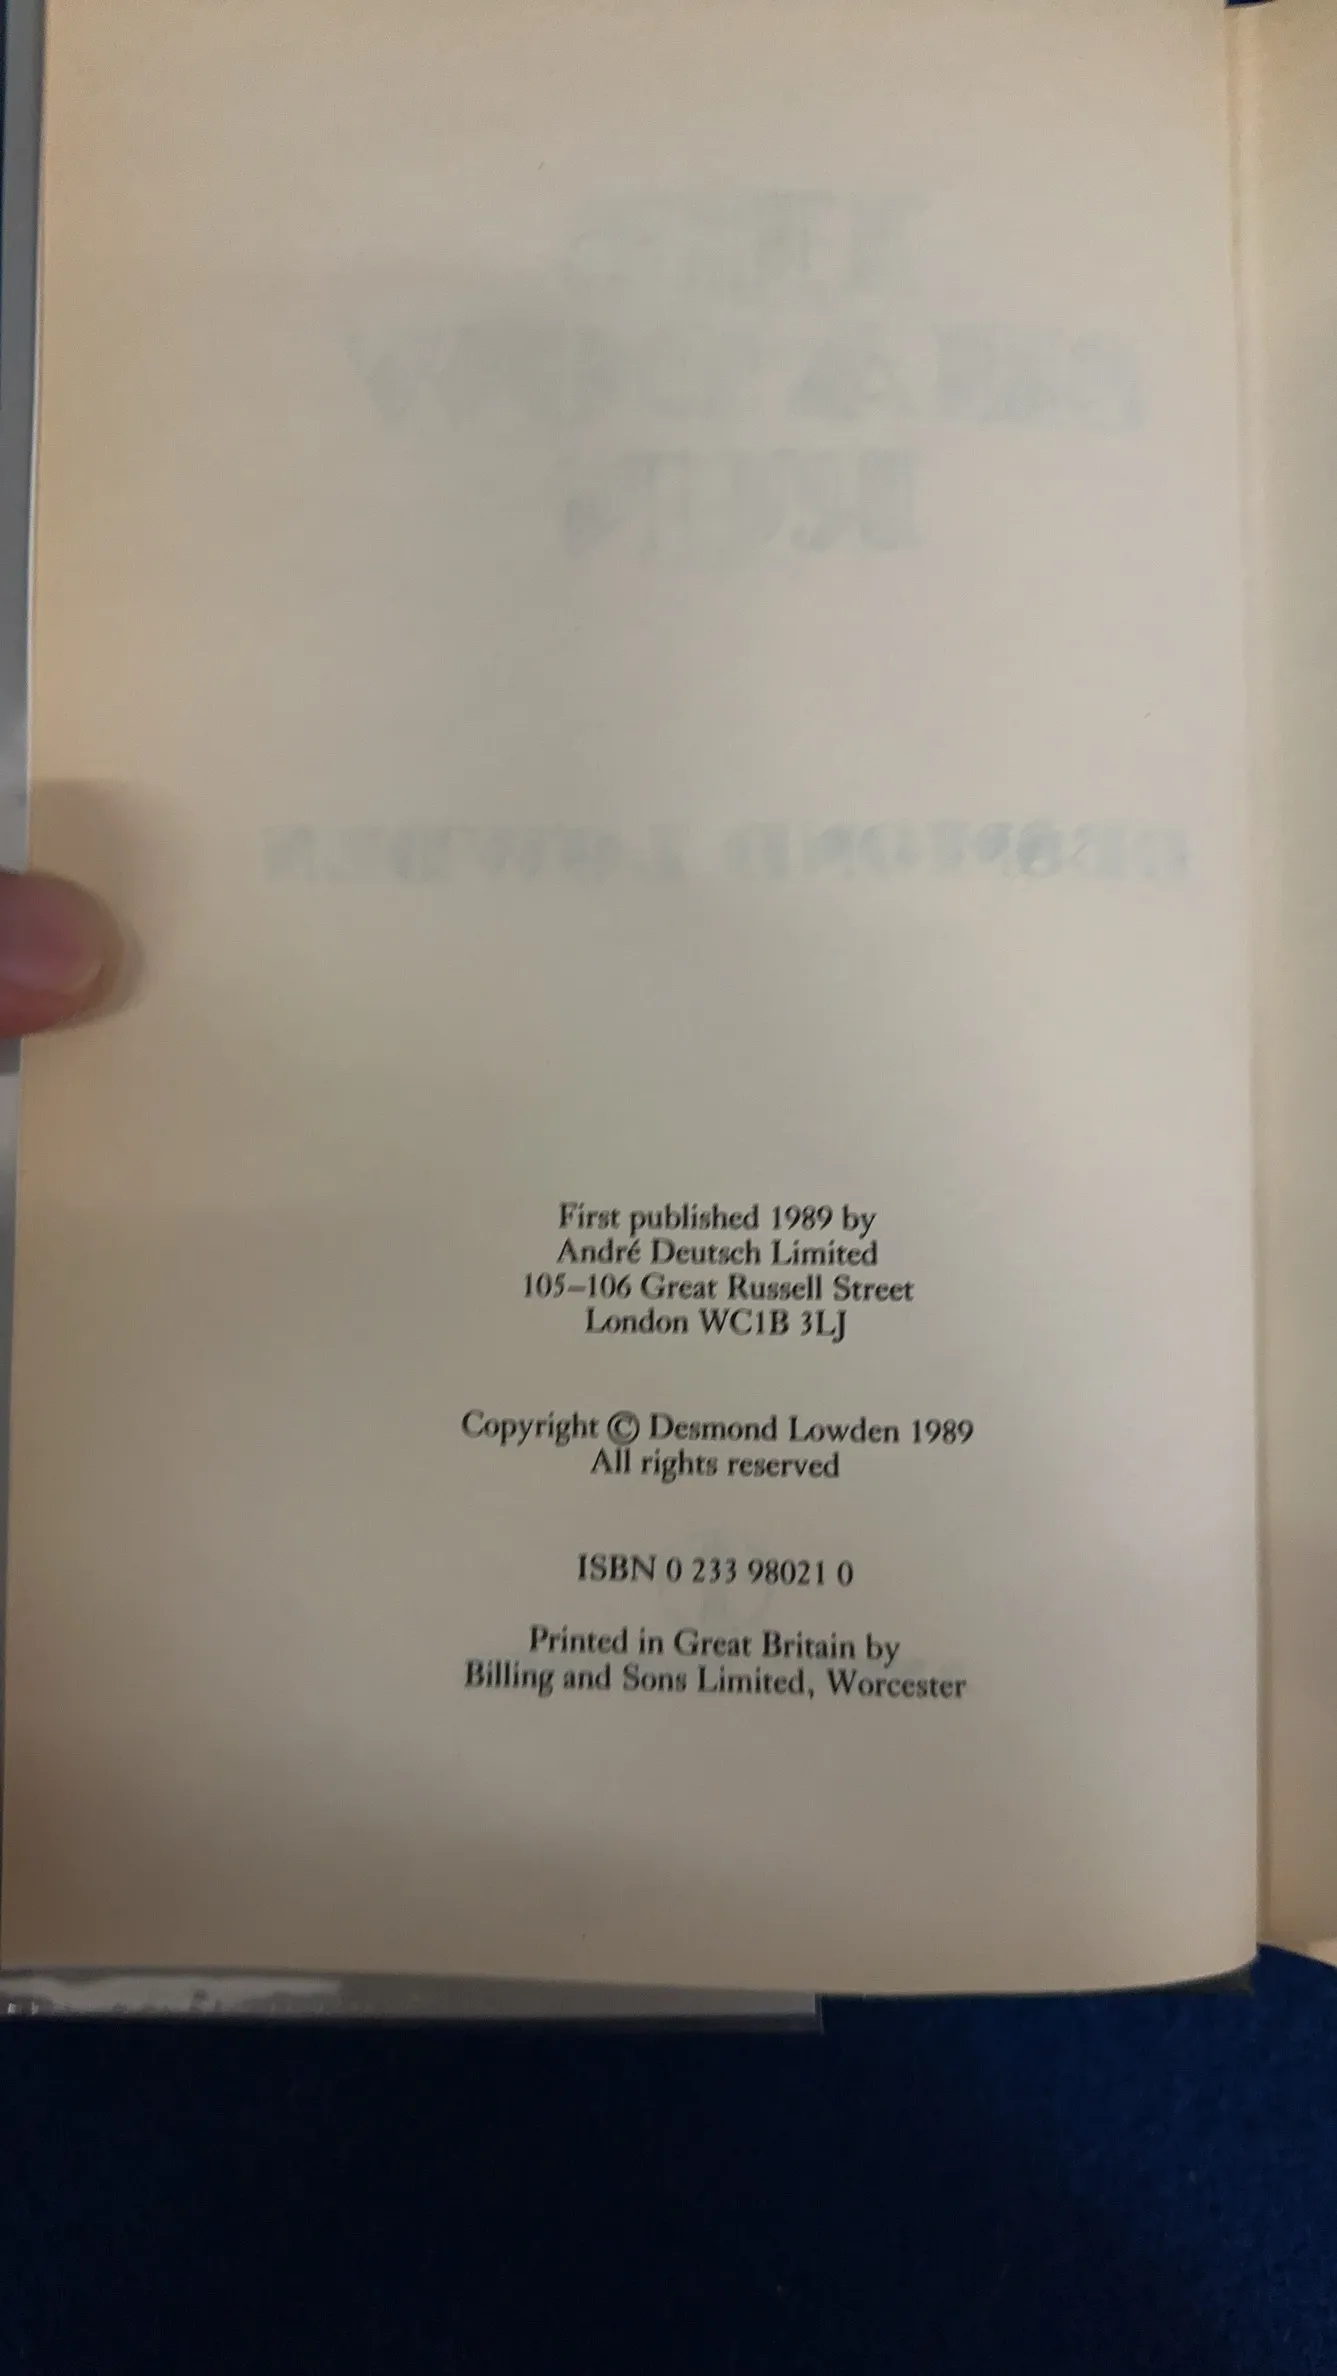 First published 1989 by
André Deutsch Limited
105–106 Great Russell Street
London WC1B 3LJ
Copyright © Desmond Lowden 1989
All rights reserved
ISBN 0 233 98021 0
Printed in Great Britain by
Billing and Sons Limited, Worcester